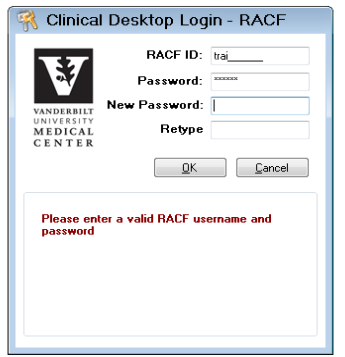 Clinical Desktop Login - RACF
RACF ID: trai______
Password: ******
New Password:
Retype
VANDERBILT
UNIVERSITY
MEDICAL
CENTER
OK Cancel
Please enter a valid RACF username and
password